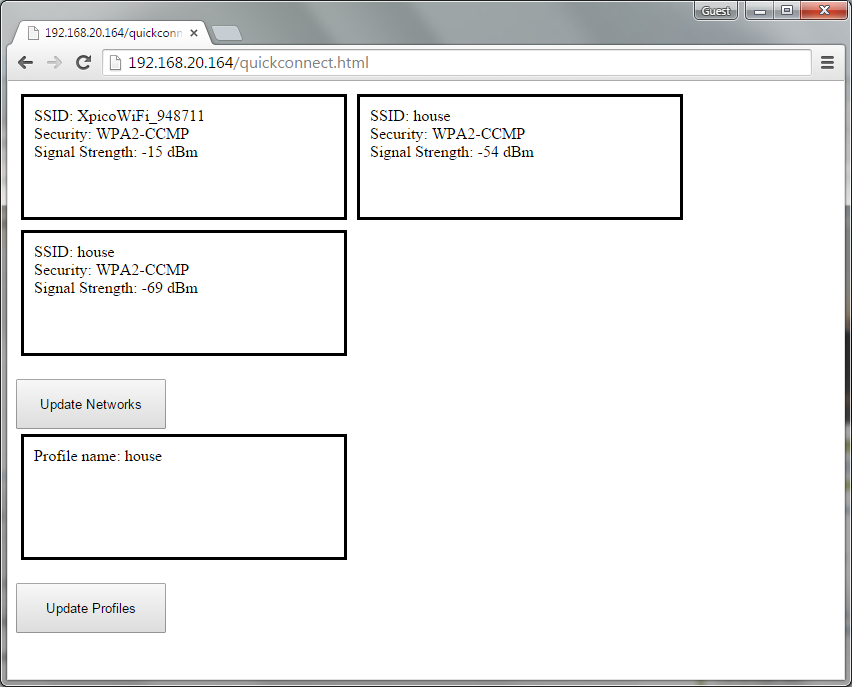 Guest
192.168.20.164/quickconn
192.168.20.164/quickconnect.html
SSID: XpicoWiFi_948711
Security: WPA2-CCMP
Signal Strength: -15 dBm
SSID: house
Security: WPA2-CCMP
Signal Strength: -54 dBm
SSID: house
Security: WPA2-CCMP
Signal Strength: -69 dBm
Update Networks
Profile name: house
Update Profiles